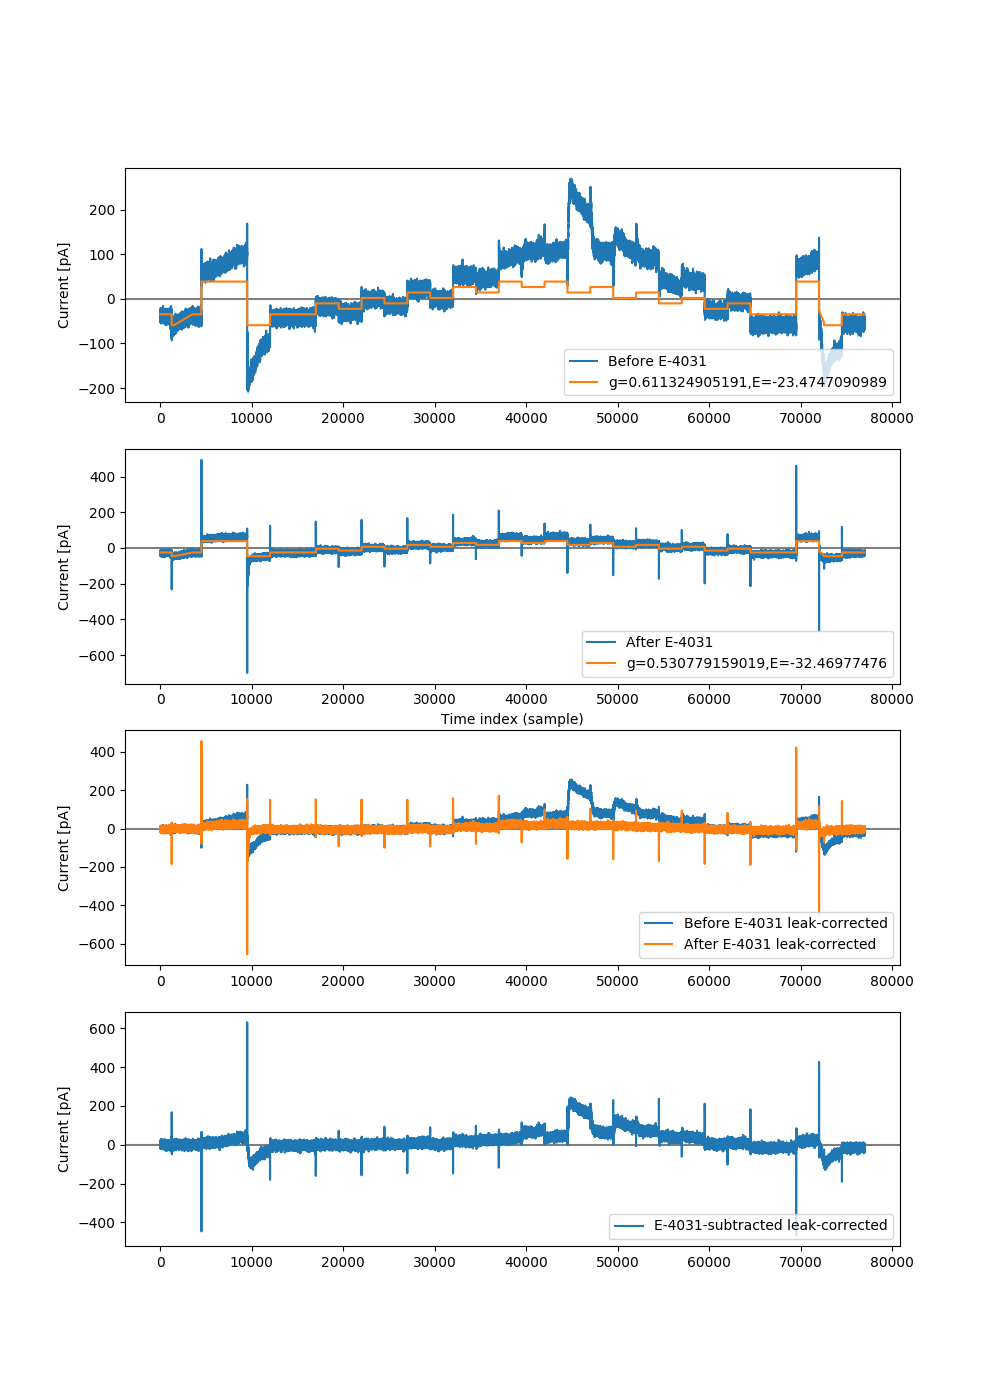 200
100
0
−100
−200
Current [pA]
Before E-4031
g=0.611324905191,E=-23.4747090989
0 10000 20000 30000 40000 50000 60000 70000 80000
400
200
0
−200
−400
−600
Current [pA]
After E-4031
g=0.530779159019,E=-32.46977476
0 10000 20000 30000 40000 50000 60000 70000 80000
Time index (sample)
400
200
0
−200
−400
−600
Current [pA]
Before E-4031 leak-corrected
After E-4031 leak-corrected
0 10000 20000 30000 40000 50000 60000 70000 80000
600
400
200
0
−200
−400
Current [pA]
E-4031-subtracted leak-corrected
0 10000 20000 30000 40000 50000 60000 70000 80000